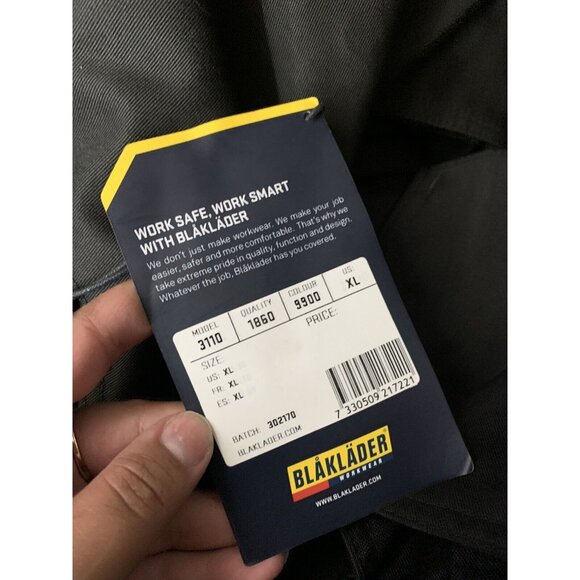 WORK SAFE, WORK SMART
WITH BLÅKLÄDER
We don't just make workwear. We make your job
easier, safer and more comfortable. That's why we
take extreme pride in quality, function and design.
Whatever the job, Blåkläder has you covered.
MODEL QUALITY COLOUR US:
3110 1860 9900 XL
SIZE: PRICE:
US: XL
FR: XL
ES: XL
BATCH: 302170
BLAKLADER.COM
7 330509 217221
BLÅKLÄDER
WORKWEAR
WWW.BLAKLADER.COM